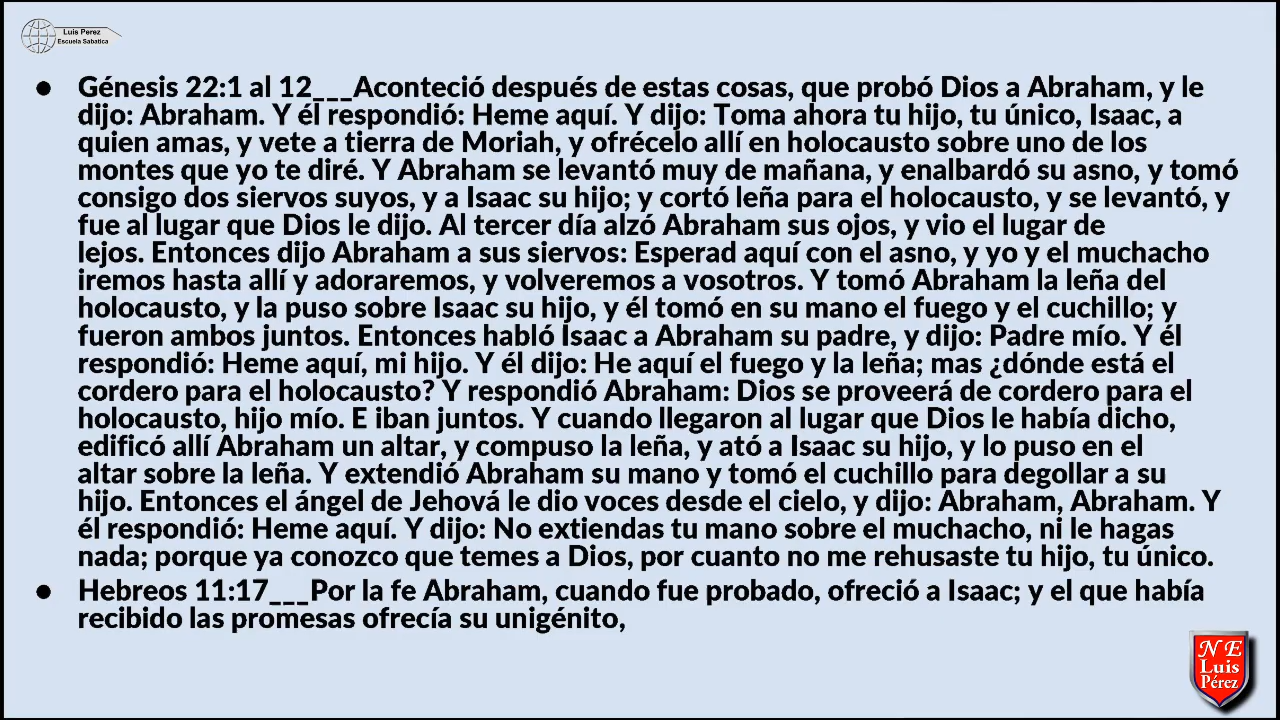 Luis Perez
Escuela Sabatica
● Génesis 22:1 al 12___Aconteció después de estas cosas, que probó Dios a Abraham, y le
dijo: Abraham. Y él respondió: Heme aquí. Y dijo: Toma ahora tu hijo, tu único, Isaac, a
quien amas, y vete a tierra de Moriah, y ofrécelo allí en holocausto sobre uno de los
montes que yo te diré. Y Abraham se levantó muy de mañana, y enalbardó su asno, y tomó
consigo dos siervos suyos, y a Isaac su hijo; y cortó leña para el holocausto, y se levantó, y
fue al lugar que Dios le dijo. Al tercer día alzó Abraham sus ojos, y vio el lugar de
lejos. Entonces dijo Abraham a sus siervos: Esperad aquí con el asno, y yo y el muchacho
iremos hasta allí y adoraremos, y volveremos a vosotros. Y tomó Abraham la leña del
holocausto, y la puso sobre Isaac su hijo, y él tomó en su mano el fuego y el cuchillo; y
fueron ambos juntos. Entonces habló Isaac a Abraham su padre, y dijo: Padre mío. Y él
respondió: Heme aquí, mi hijo. Y él dijo: He aquí el fuego y la leña; mas ¿dónde está el
cordero para el holocausto? Y respondió Abraham: Dios se proveerá de cordero para el
holocausto, hijo mío. E iban juntos. Y cuando llegaron al lugar que Dios le había dicho,
edificó allí Abraham un altar, y compuso la leña, y ató a Isaac su hijo, y lo puso en el
altar sobre la leña. Y extendió Abraham su mano y tomó el cuchillo para degollar a su
hijo. Entonces el ángel de Jehová le dio voces desde el cielo, y dijo: Abraham, Abraham. Y
él respondió: Heme aquí. Y dijo: No extiendas tu mano sobre el muchacho, ni le hagas
nada; porque ya conozco que temes a Dios, por cuanto no me rehusaste tu hijo, tu único.
● Hebreos 11:17___Por la fe Abraham, cuando fue probado, ofreció a Isaac; y el que había
recibido las promesas ofrecía su unigénito,
N E
Luis
Pérez